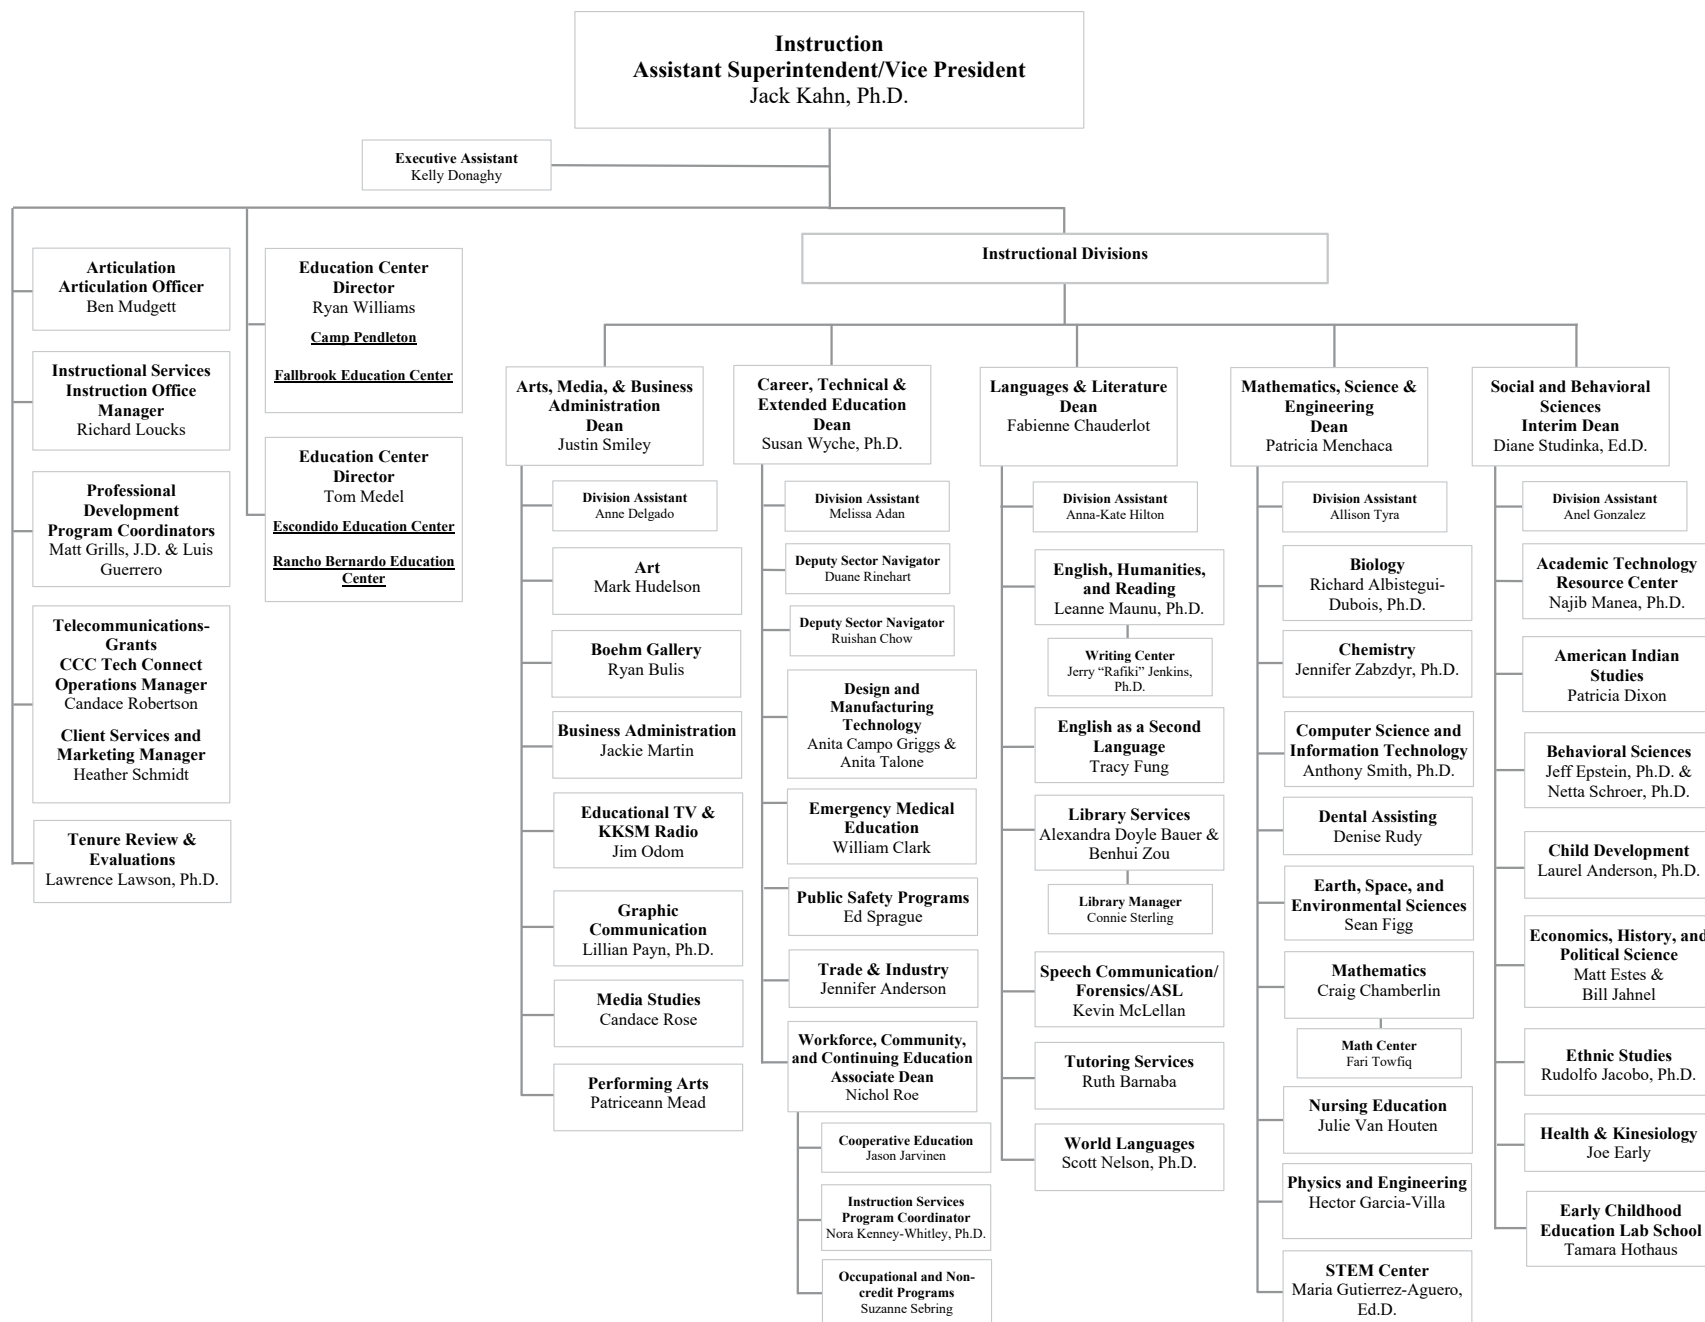 Instruction
Assistant Superintendent/Vice President
Jack Kahn, Ph.D.
Executive Assistant
Kelly Donaghy
Articulation
Articulation Officer
Ben Mudgett
Instructional Services
Instruction Office
Manager
Richard Loucks
Professional
Development
Program Coordinators
Matt Grills, J.D. & Luis
Guerrero
Telecommunications-
Grants
CCC Tech Connect
Operations Manager
Candace Robertson
Client Services and
Marketing Manager
Heather Schmidt
Tenure Review &
Evaluations
Lawrence Lawson, Ph.D.
Education Center
Director
Ryan Williams
Camp Pendleton
Fallbrook Education Center
Education Center
Director
Tom Medel
Escondido Education Center
Rancho Bernardo Education
Center
Instructional Divisions
Arts, Media, & Business
Administration
Dean
Justin Smiley
Division Assistant
Anne Delgado
Art
Mark Hudelson
Boehm Gallery
Ryan Bulis
Business Administration
Jackie Martin
Educational TV &
KKSM Radio
Jim Odom
Graphic
Communication
Lillian Payn, Ph.D.
Media Studies
Candace Rose
Performing Arts
Patriceann Mead
Career, Technical &
Extended Education
Dean
Susan Wyche, Ph.D.
Division Assistant
Melissa Adan
Deputy Sector Navigator
Duane Rinehart
Deputy Sector Navigator
Ruishan Chow
Design and
Manufacturing
Technology
Anita Campo Griggs &
Anita Talone
Emergency Medical
Education
William Clark
Public Safety Programs
Ed Sprague
Trade & Industry
Jennifer Anderson
Workforce, Community,
and Continuing Education
Associate Dean
Nichol Roe
Cooperative Education
Jason Jarvinen
Instruction Services
Program Coordinator
Nora Kenney-Whitley, Ph.D.
Occupational and Non-
credit Programs
Suzanne Sebring
Languages & Literature
Dean
Fabienne Chauderlot
Division Assistant
Anna-Kate Hilton
English, Humanities,
and Reading
Leanne Maunu, Ph.D.
Writing Center
Jerry “Rafiki” Jenkins,
Ph.D.
English as a Second
Language
Tracy Fung
Library Services
Alexandra Doyle Bauer &
Benhui Zou
Library Manager
Connie Sterling
Speech Communication/
Forensics/ASL
Kevin McLellan
Tutoring Services
Ruth Barnaba
World Languages
Scott Nelson, Ph.D.
Mathematics, Science &
Engineering
Dean
Patricia Menchaca
Division Assistant
Allison Tyra
Biology
Richard Albistegui-
Dubois, Ph.D.
Chemistry
Jennifer Zabzdyr, Ph.D.
Computer Science and
Information Technology
Anthony Smith, Ph.D.
Dental Assisting
Denise Rudy
Earth, Space, and
Environmental Sciences
Sean Figg
Mathematics
Craig Chamberlin
Math Center
Fari Towfiq
Nursing Education
Julie Van Houten
Physics and Engineering
Hector Garcia-Villa
STEM Center
Maria Gutierrez-Aguero,
Ed.D.
Social and Behavioral
Sciences
Interim Dean
Diane Studinka, Ed.D.
Division Assistant
Anel Gonzalez
Academic Technology
Resource Center
Najib Manea, Ph.D.
American Indian
Studies
Patricia Dixon
Behavioral Sciences
Jeff Epstein, Ph.D. &
Netta Schroer, Ph.D.
Child Development
Laurel Anderson, Ph.D.
Economics, History, and
Political Science
Matt Estes &
Bill Jahnel
Ethnic Studies
Rudolfo Jacobo, Ph.D.
Health & Kinesiology
Joe Early
Early Childhood
Education Lab School
Tamara Hothaus